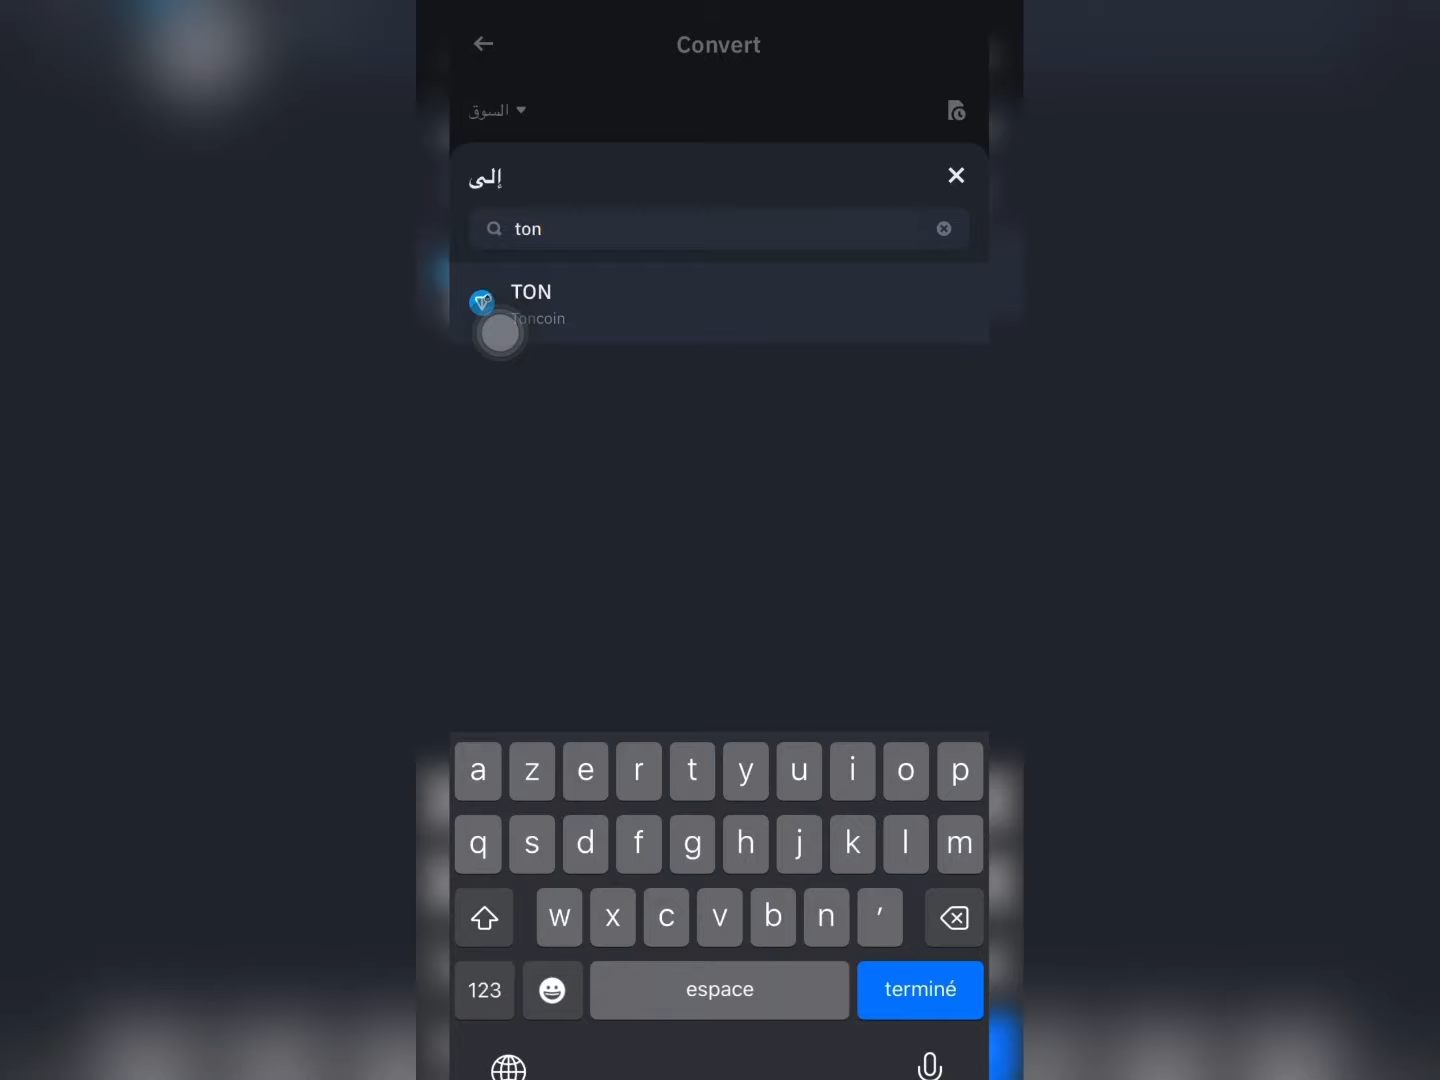 Convert
السوق
إلى
ton
TON
Toncoin
a z e r t y u i o p
q s d f g h j k l m
w x c v b n ′
123 espace terminé